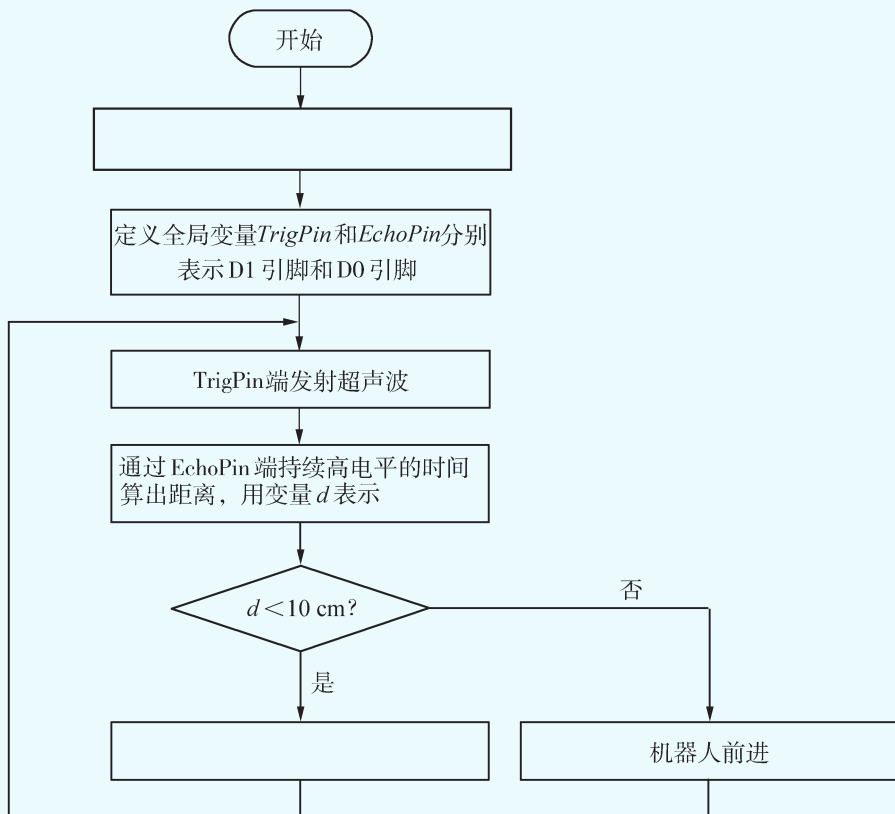 开始
定义全局变量TrigPin和EchoPin分别
表示D1引脚和D0引脚
TrigPin端发射超声波
通过EchoPin端持续高电平的时间
算出距离，用变量d表示
d＜10 cm?
否
是
机器人前进